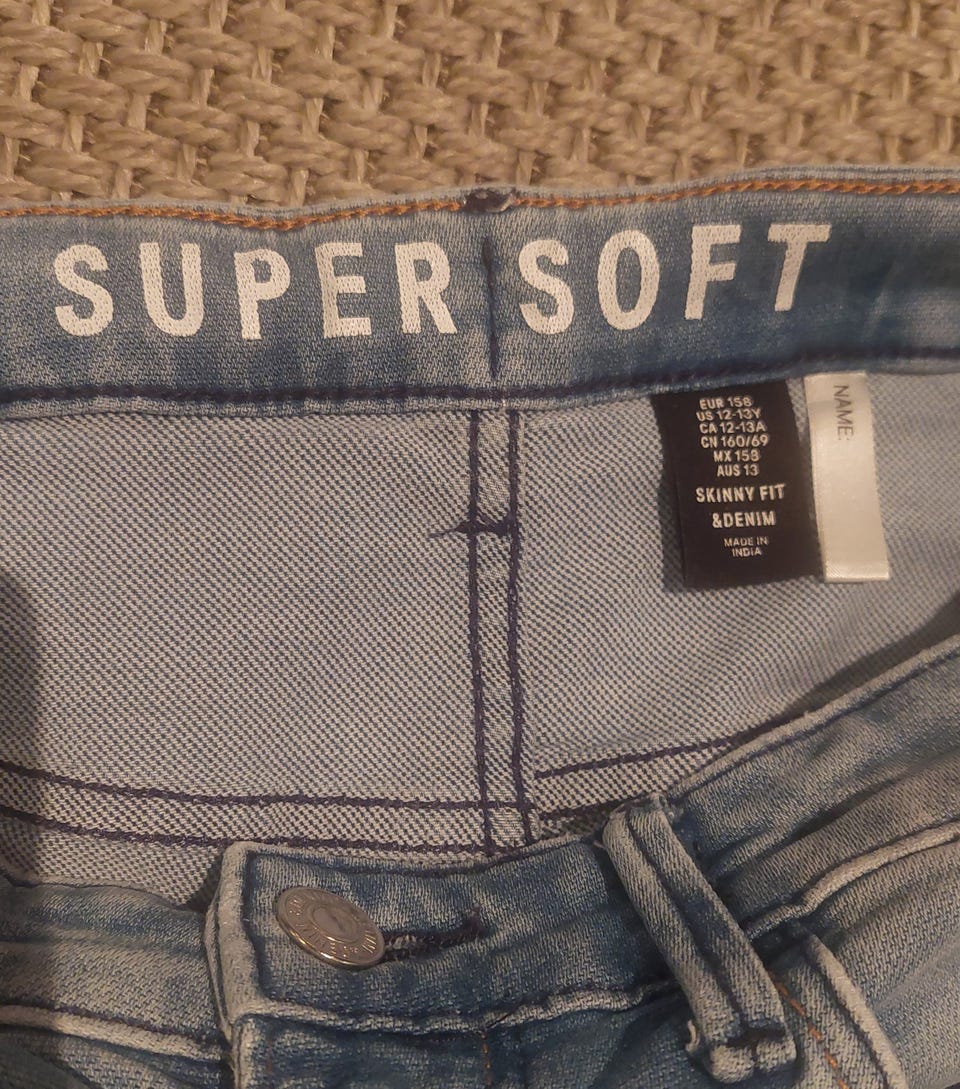 SUPER SOFT
EUR 158
US 12-13Y
CA 12-13A
CN 160/69
MX 158
AUS 13
SKINNY FIT
&DENIM
MADE IN
INDIA
NAME: